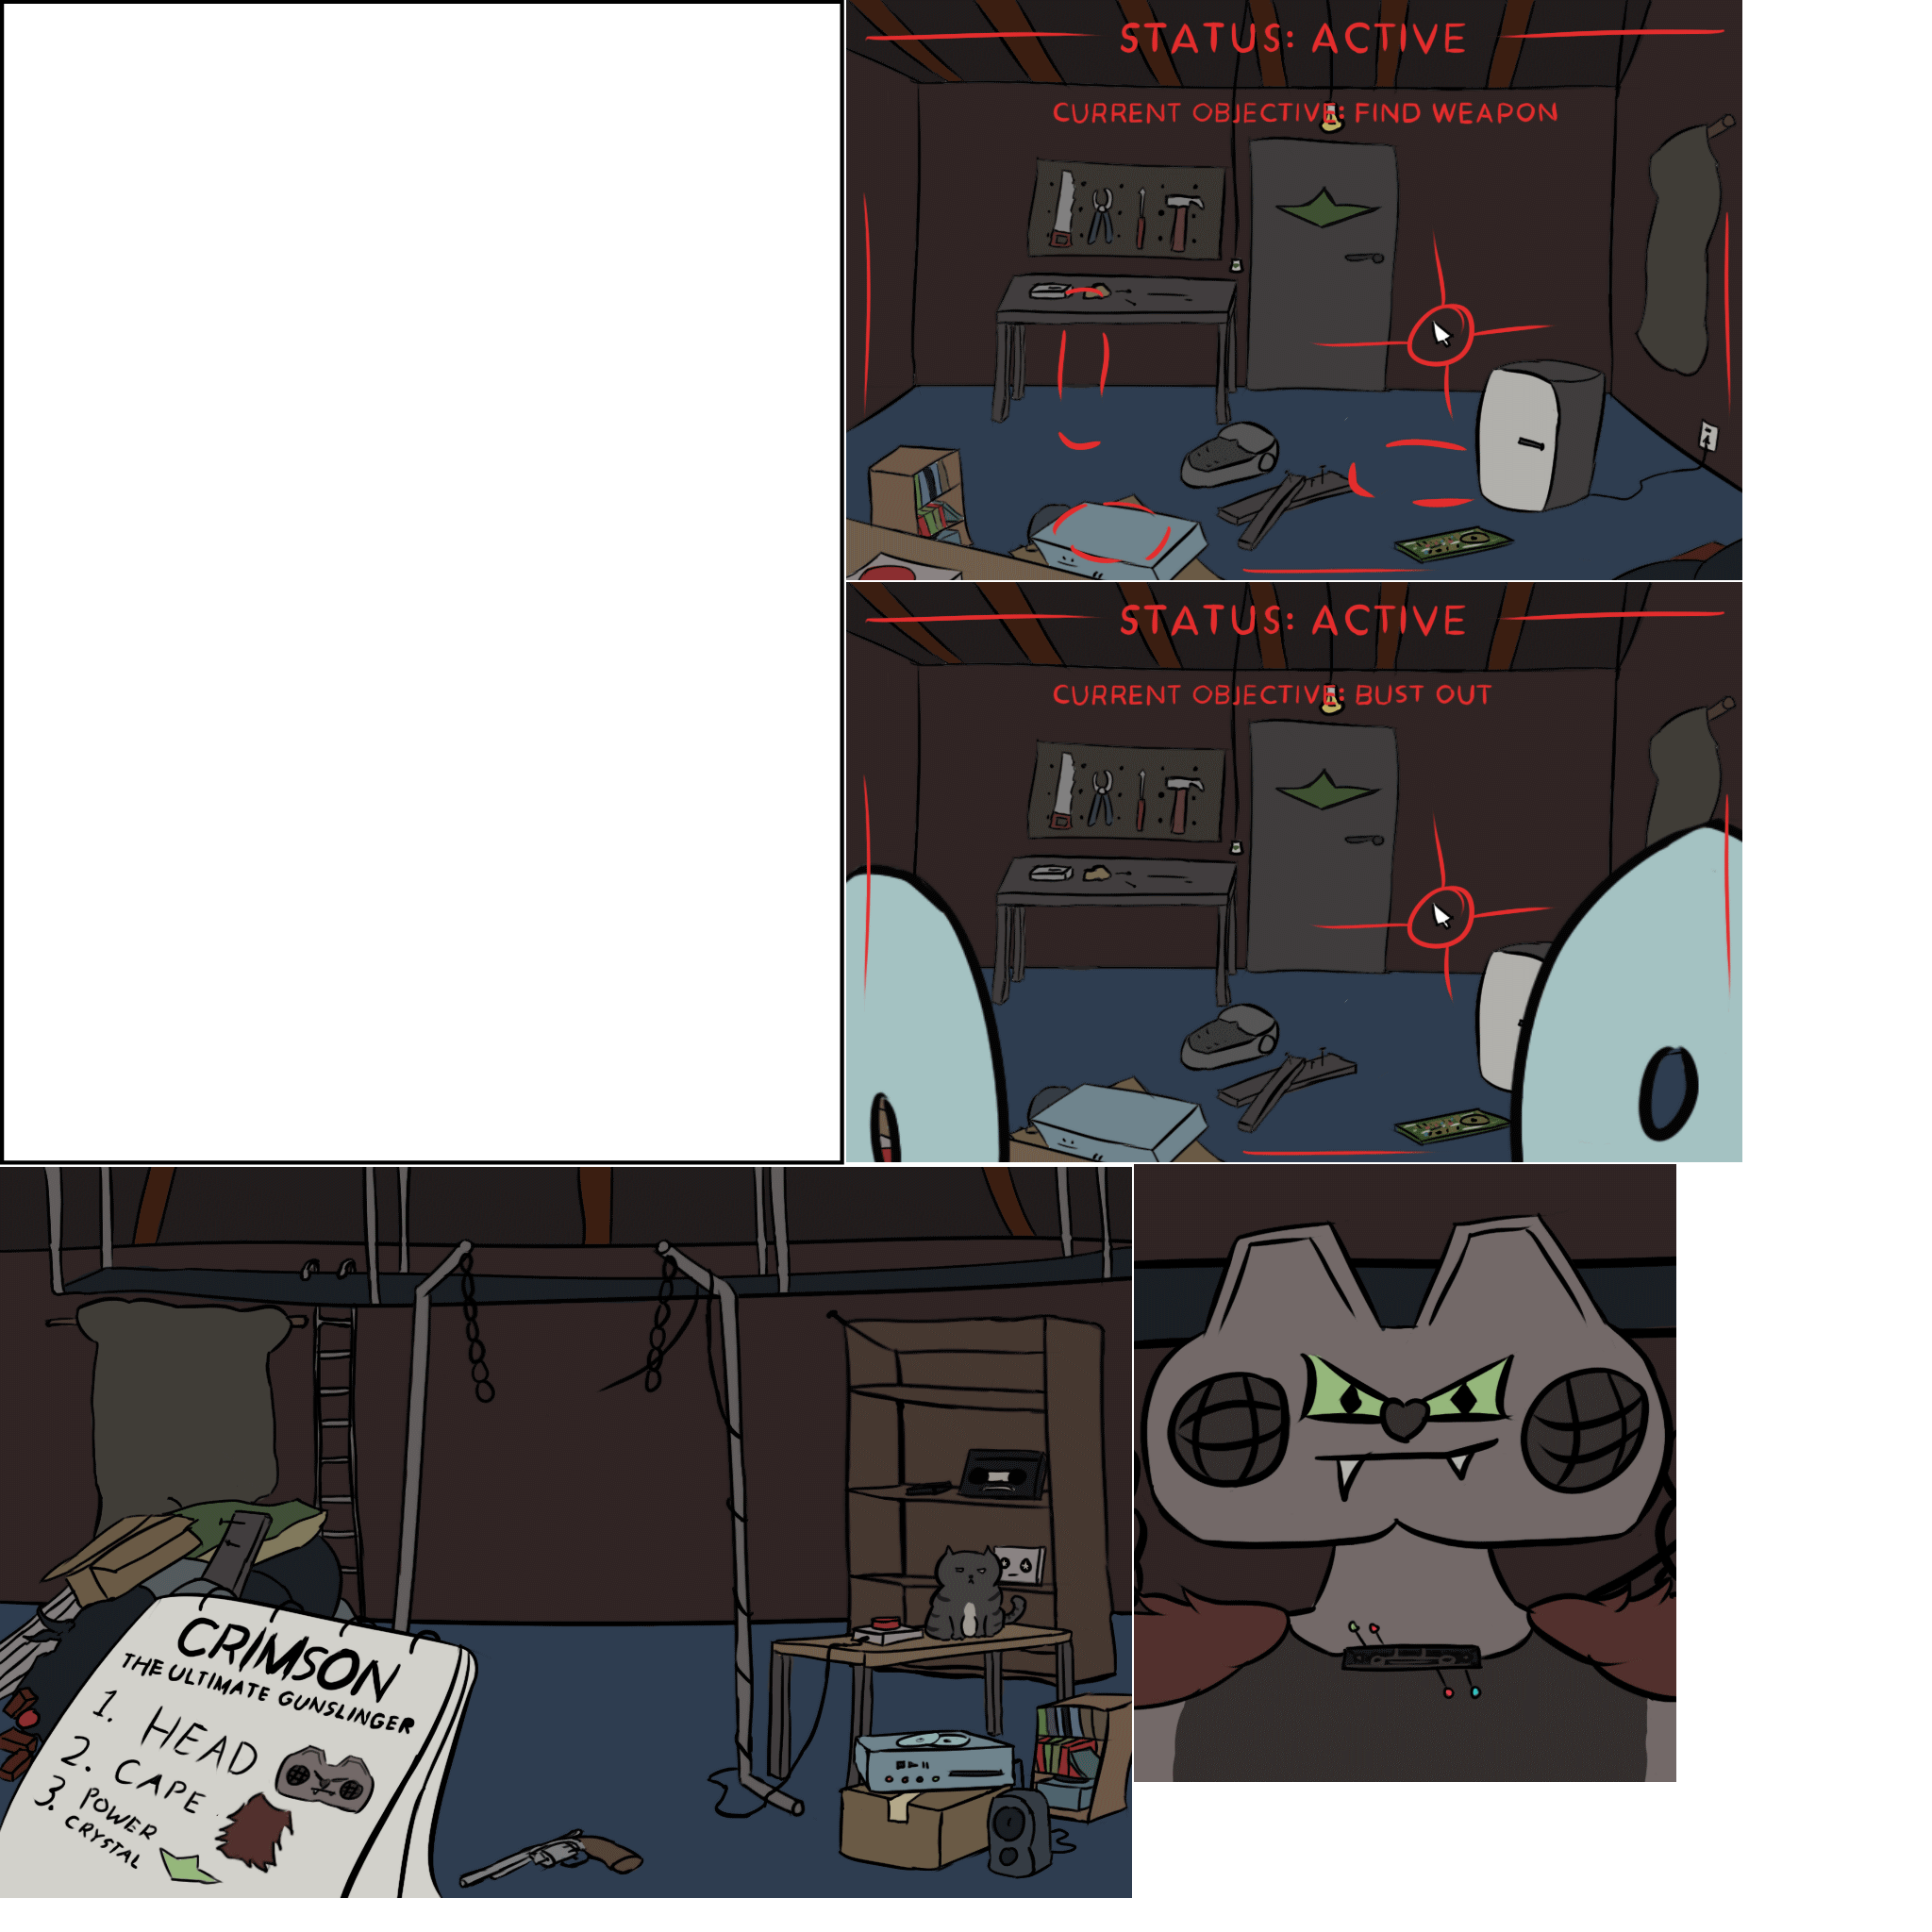 STATUS: ACTIVE
CURRENT OBJECTIVE: FIND WEAPON
STATUS: ACTIVE
CURRENT OBJECTIVE: BUST OUT
CRIMSON
THE ULTIMATE GUNSLINGER
1. HEAD
2. CAPE
3. POWER
CRYSTAL